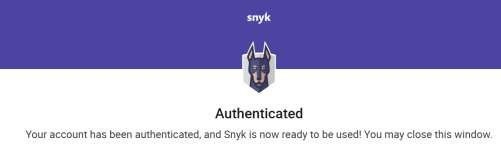 snyk
Authenticated
Your account has been authenticated, and Snyk is now ready to be used! You may close this window.